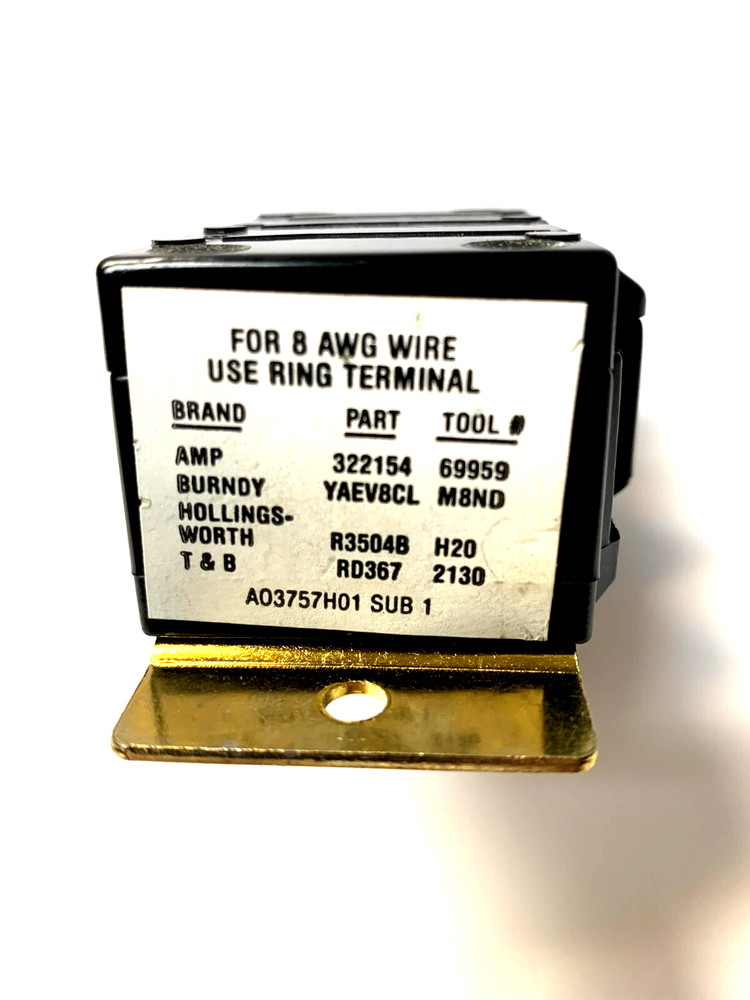 FOR 8 AWG WIRE
USE RING TERMINAL
BRAND PART TOOL #
AMP 322154 69959
BURNDY YAEV8CL M8ND
HOLLINGS-
WORTH R3504B H20
T & B RD367 2130
A03757H01 SUB 1